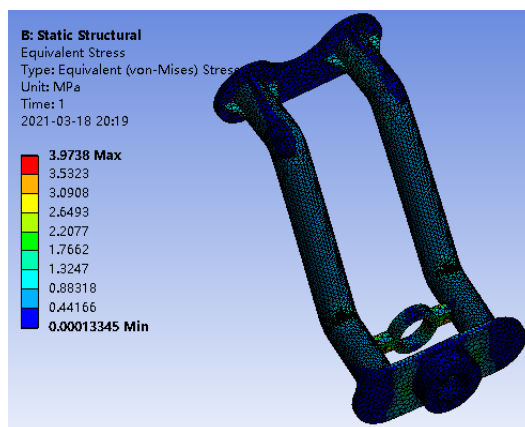 B: Static Structural
Equivalent Stress
Type: Equivalent (von-Mises) Stress
Unit: MPa
Time: 1
2021-03-18 20:19
3.9738 Max
3.5323
3.0908
2.6493
2.2077
1.7662
1.3247
0.88318
0.44166
0.00013345 Min